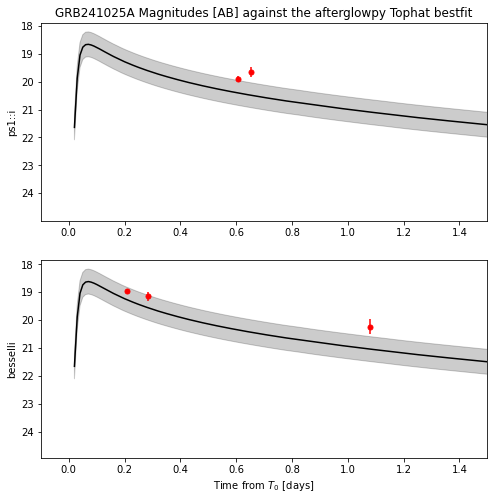 GRB241025A Magnitudes [AB] against the afterglowpy Tophat bestfit
18
19
20
21
22
23
24
ps1::i
0.0 0.2 0.4 0.6 0.8 1.0 1.2 1.4
18
19
20
21
22
23
24
besselli
0.0 0.2 0.4 0.6 0.8 1.0 1.2 1.4
Time from T₀ [days]